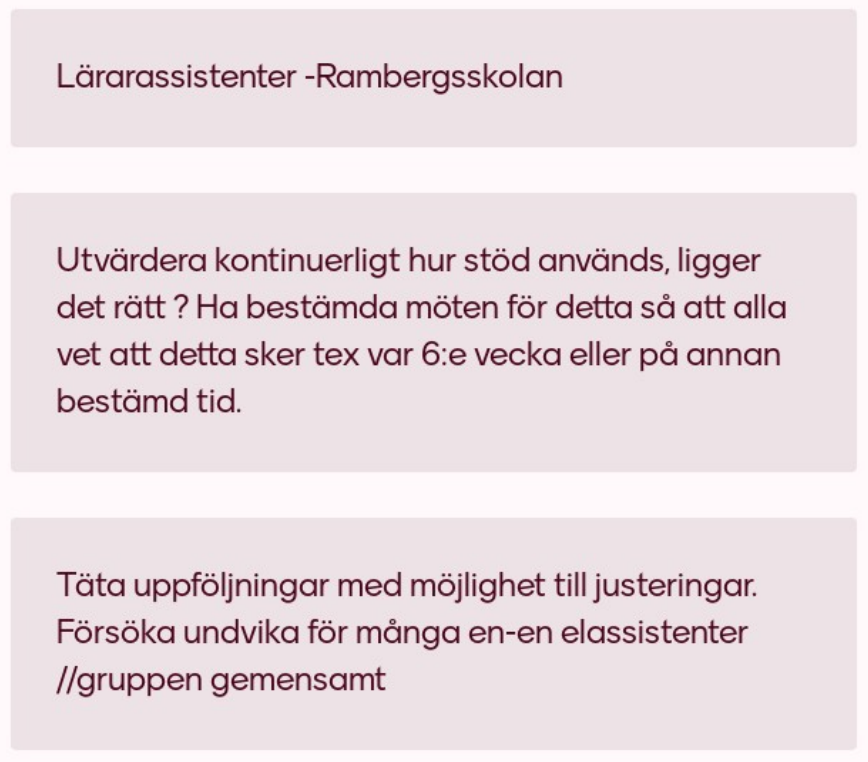 Lärarassistenter -Rambergsskolan
Utvärdera kontinuerligt hur stöd används, ligger
det rätt ? Ha bestämda möten för detta så att alla
vet att detta sker tex var 6:e vecka eller på annan
bestämd tid.
Täta uppföljningar med möjlighet till justeringar.
Försöka undvika för många en-en elassistenter
//gruppen gemensamt